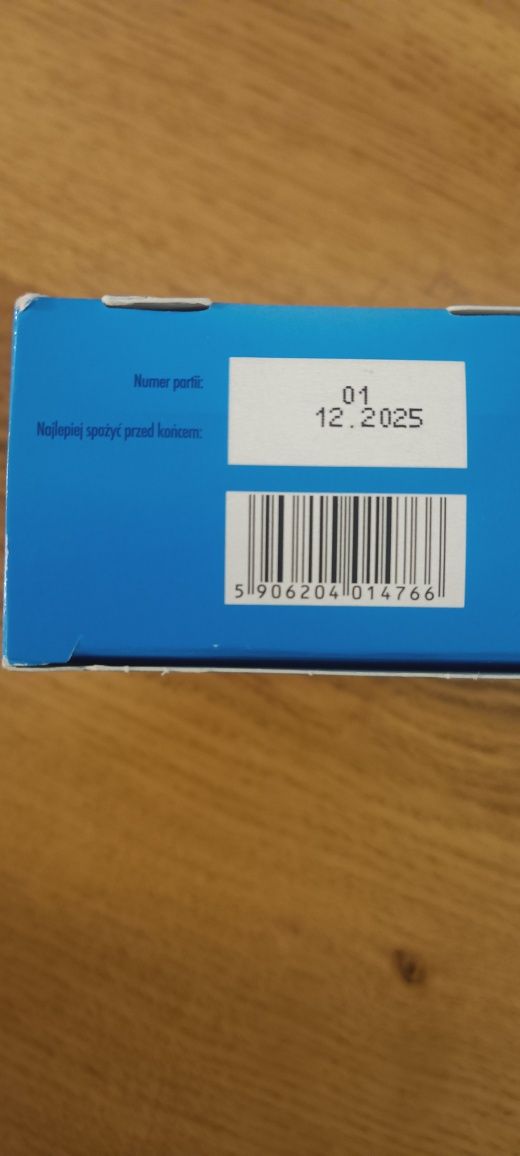 Numer partii:
01
Najlepiej spożyć przed końcem:
12.2025
5 906204 014766